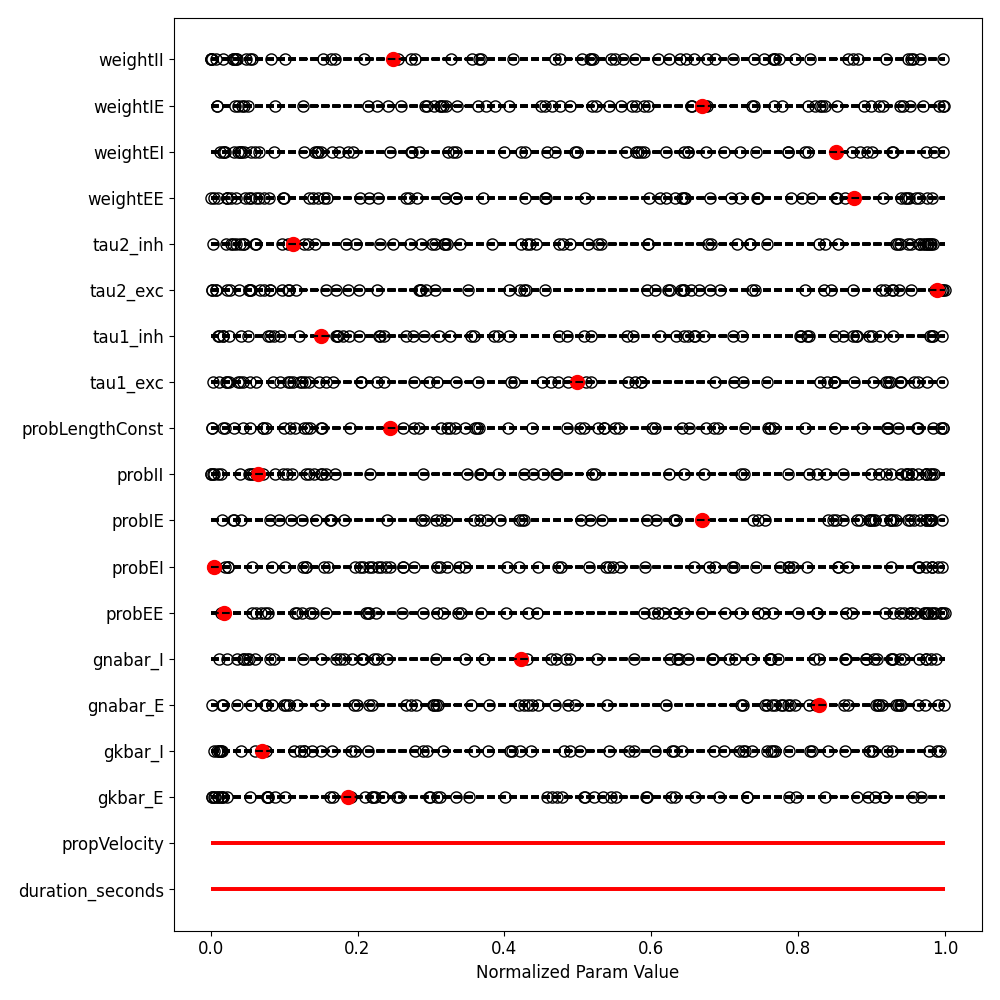 weightII
weightIE
weightEI
weightEE
tau2_inh
tau2_exc
tau1_inh
tau1_exc
probLengthConst
probII
probIE
probEI
probEE
gnabar_I
gnabar_E
gkbar_I
gkbar_E
propVelocity
duration_seconds
0.0 0.2 0.4 0.6 0.8 1.0
Normalized Param Value